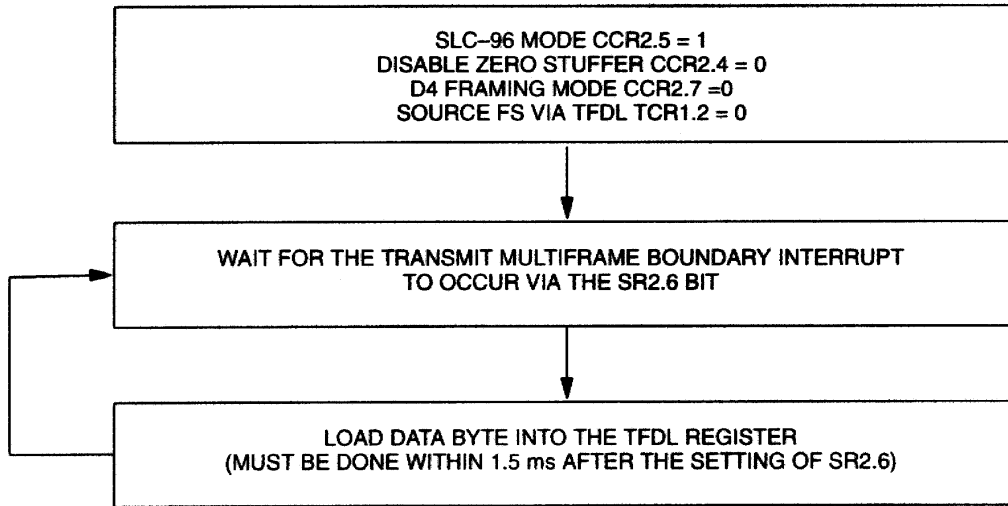 SLC–96 MODE CCR2.5 = 1
DISABLE ZERO STUFFER CCR2.4 = 0
D4 FRAMING MODE CCR2.7 =0
SOURCE FS VIA TFDL TCR1.2 = 0
WAIT FOR THE TRANSMIT MULTIFRAME BOUNDARY INTERRUPT
TO OCCUR VIA THE SR2.6 BIT
LOAD DATA BYTE INTO THE TFDL REGISTER
(MUST BE DONE WITHIN 1.5 ms AFTER THE SETTING OF SR2.6)